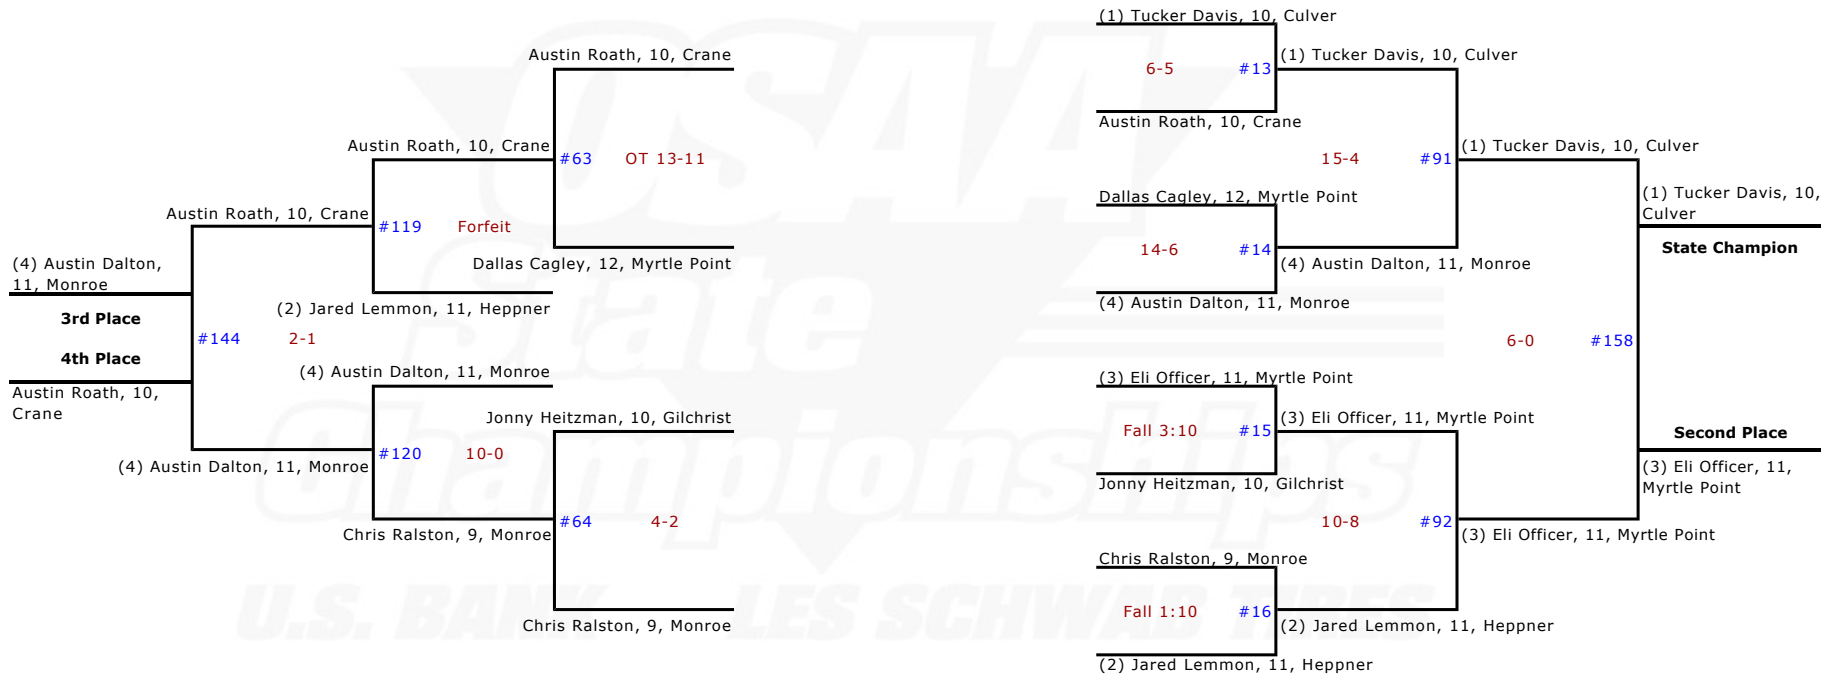 (1) Tucker Davis, 10, Culver
Austin Roath, 10, Crane
(1) Tucker Davis, 10, Culver
6-5
#13
Austin Roath, 10, Crane
Austin Roath, 10, Crane
(1) Tucker Davis, 10, Culver
#63
OT 13-11
15-4
#91
Dallas Cagley, 12, Myrtle Point
(1) Tucker Davis, 10,
Culver
Austin Roath, 10, Crane
#119
Forfeit
14-6
#14
State Champion
(4) Austin Dalton,
11, Monroe
Dallas Cagley, 12, Myrtle Point
(4) Austin Dalton, 11, Monroe
(2) Jared Lemmon, 11, Heppner
(4) Austin Dalton, 11, Monroe
3rd Place
#144
2-1
6-0
#158
4th Place
(4) Austin Dalton, 11, Monroe
(3) Eli Officer, 11, Myrtle Point
Austin Roath, 10,
Crane
Jonny Heitzman, 10, Gilchrist
(3) Eli Officer, 11, Myrtle Point
Fall 3:10
#15
Second Place
(4) Austin Dalton, 11, Monroe
#120
10-0
(3) Eli Officer, 11,
Myrtle Point
Jonny Heitzman, 10, Gilchrist
#64
4-2
10-8
#92
Chris Ralston, 9, Monroe
(3) Eli Officer, 11, Myrtle Point
Chris Ralston, 9, Monroe
Fall 1:10
#16
Chris Ralston, 9, Monroe
(2) Jared Lemmon, 11, Heppner
(2) Jared Lemmon, 11, Heppner
OSAA
State
Championships
U.S. BANK LES SCHWAB TIRES